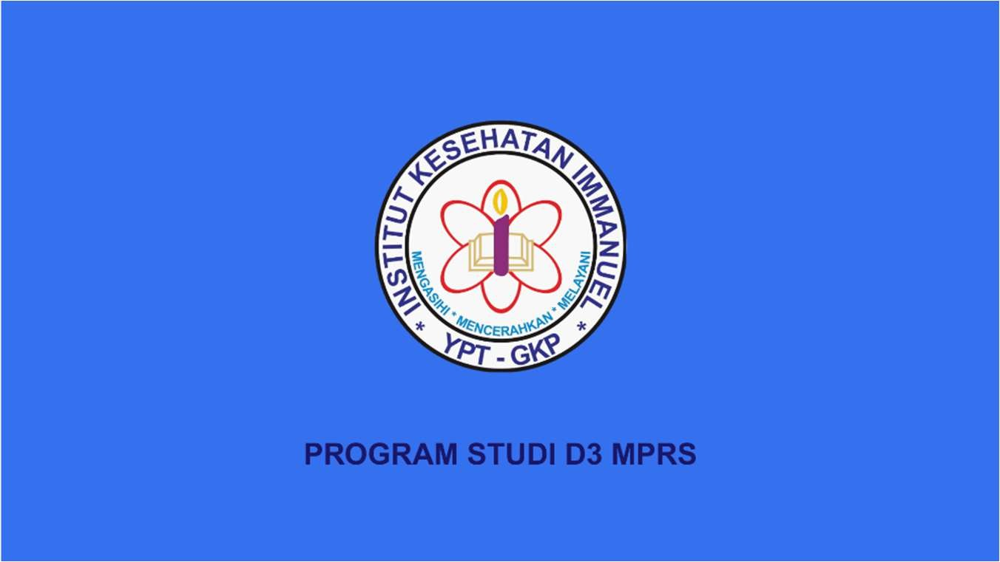 * INSTITUT KESEHATAN IMMANUEL *
MENGASIHI * MENCERAHKAN * MELAYANI
YPT - GKP
PROGRAM STUDI D3 MPRS